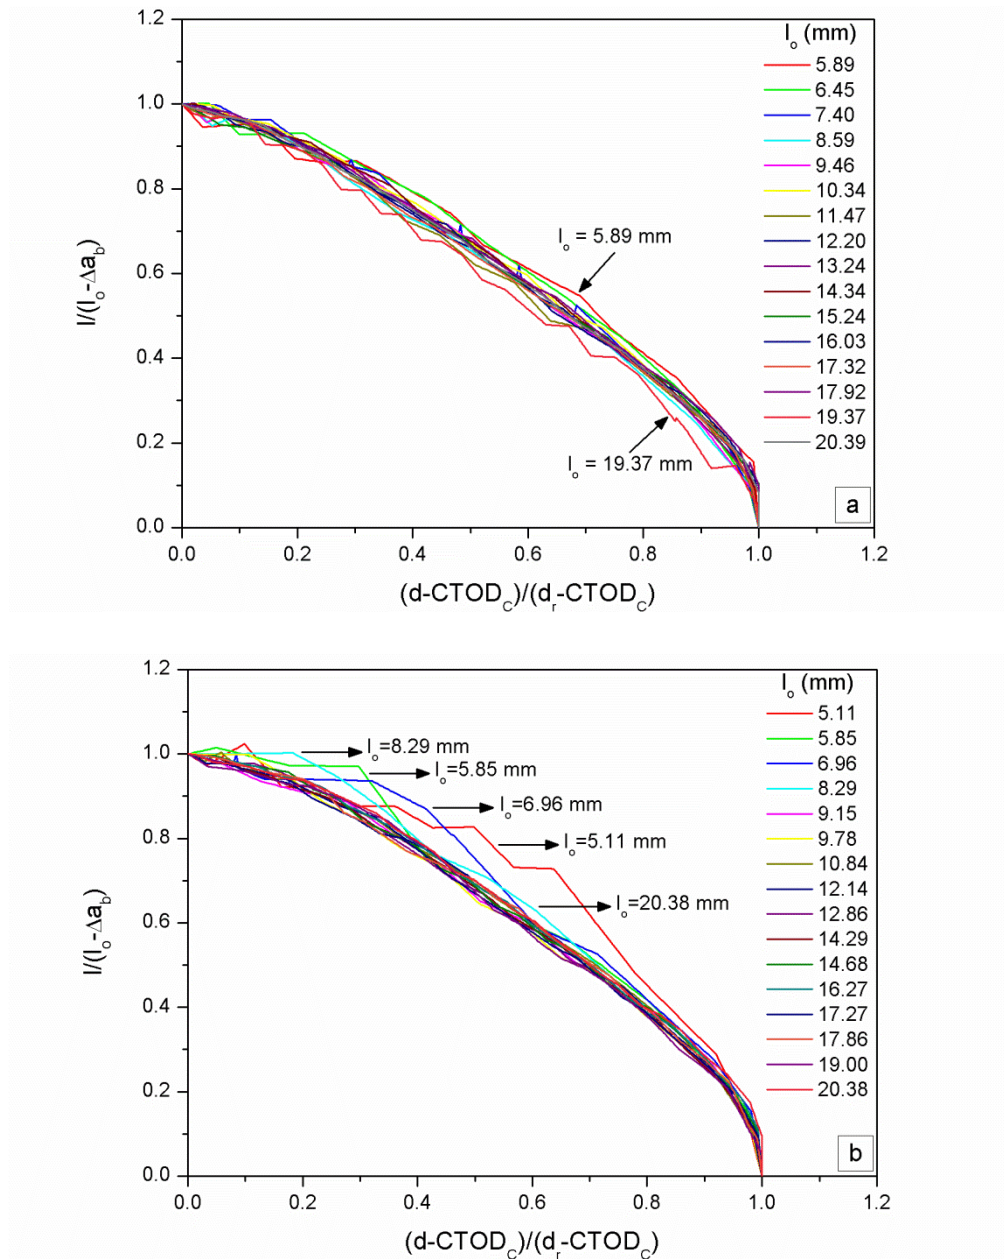 1.2
1.0
0.8
0.6
0.4
0.2
0.0
l/(l_o-Δa_b)
0.0 0.2 0.4 0.6 0.8 1.0 1.2
(d-CTOD_C)/(d_r-CTOD_C)
l_o (mm)
5.89
6.45
7.40
8.59
9.46
10.34
11.47
12.20
13.24
14.34
15.24
16.03
17.32
17.92
19.37
20.39
l_o = 5.89 mm
l_o = 19.37 mm
a
1.2
1.0
0.8
0.6
0.4
0.2
0.0
l/(l_o-Δa_b)
0.0 0.2 0.4 0.6 0.8 1.0 1.2
(d-CTOD_C)/(d_r-CTOD_C)
l_o (mm)
5.11
5.85
6.96
8.29
9.15
9.78
10.84
12.14
12.86
14.29
14.68
16.27
17.27
17.86
19.00
20.38
l_o=8.29 mm
l_o=5.85 mm
l_o=6.96 mm
l_o=5.11 mm
l_o=20.38 mm
b